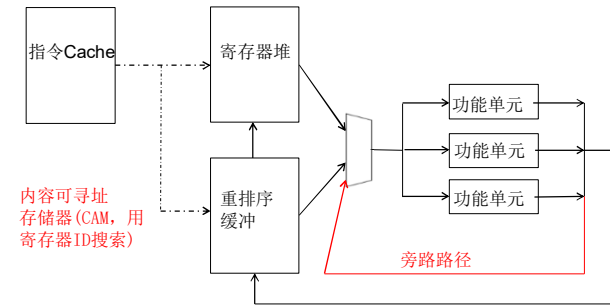 指令Cache
寄存器堆
功能单元
功能单元
功能单元
重排序
缓冲
内容可寻址
存储器(CAM，用
寄存器ID搜索)
旁路路径